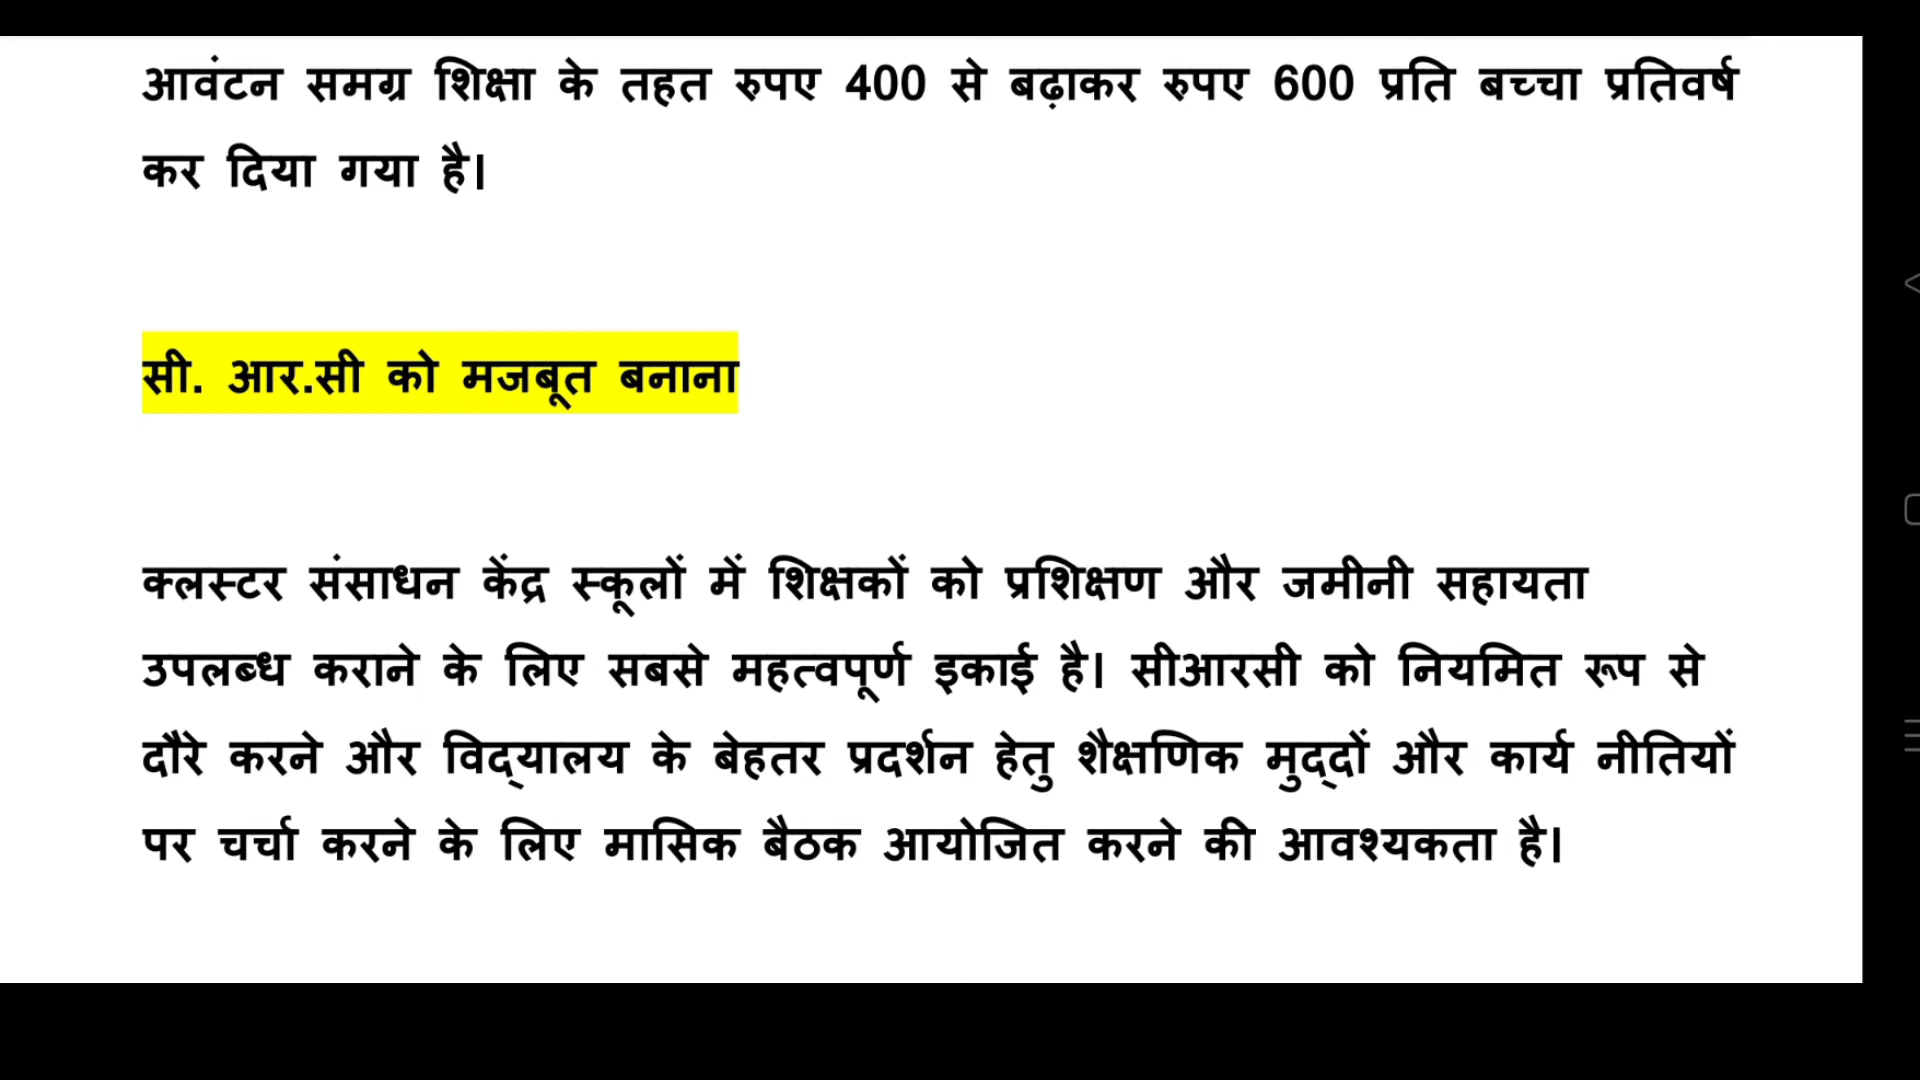 आवंटन समग्र शिक्षा के तहत रुपए 400 से बढ़ाकर रुपए 600 प्रति बच्चा प्रतिवर्ष
कर दिया गया है।
सी. आर.सी को मजबूत बनाना
क्लस्टर संसाधन केंद्र स्कूलों में शिक्षकों को प्रशिक्षण और जमीनी सहायता
उपलब्ध कराने के लिए सबसे महत्वपूर्ण इकाई है। सीआरसी को नियमित रूप से
दौरे करने और विद्यालय के बेहतर प्रदर्शन हेतु शैक्षणिक मुद्दों और कार्य नीतियों
पर चर्चा करने के लिए मासिक बैठक आयोजित करने की आवश्यकता है।